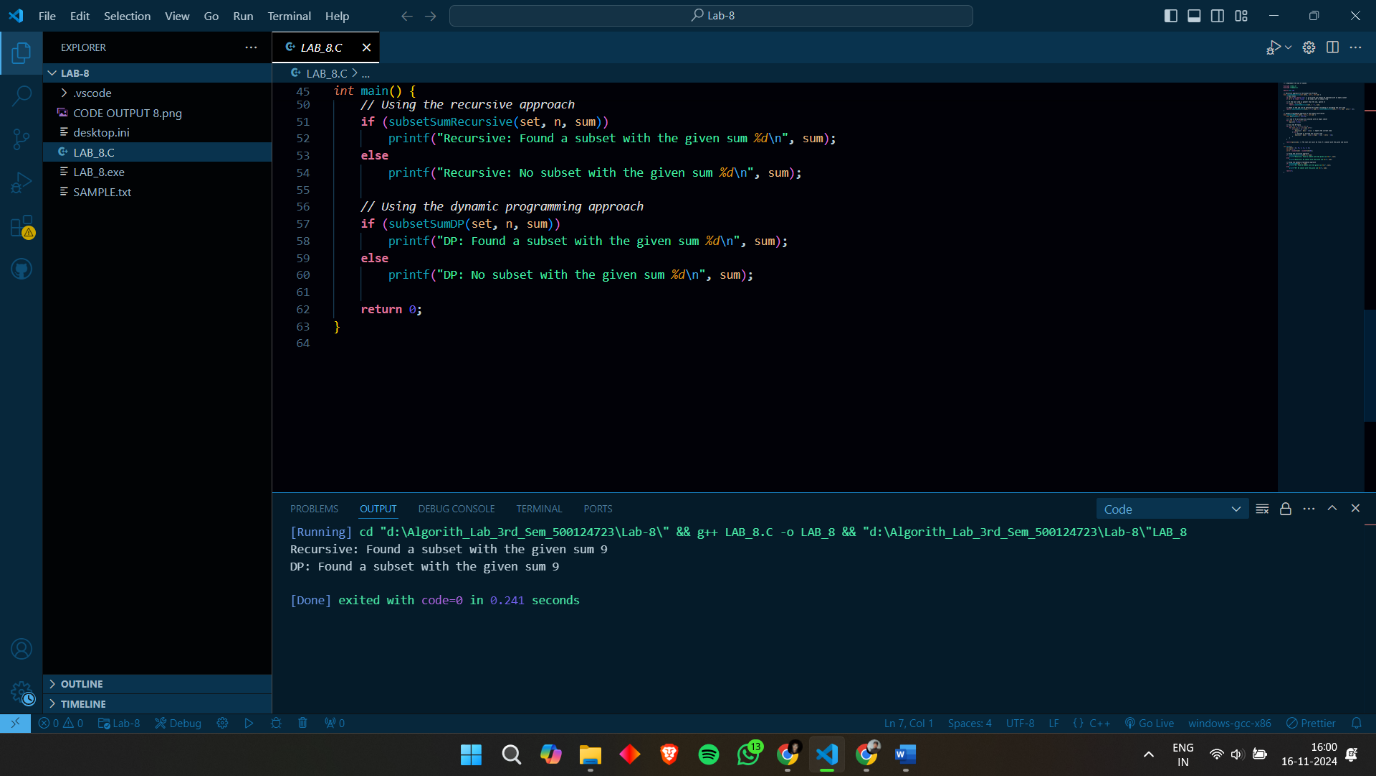 File Edit Selection View Go Run Terminal Help
Lab-8
EXPLORER
LAB-8
.vscode
CODE OUTPUT 8.png
desktop.ini
LAB_8.C
LAB_8.exe
SAMPLE.txt
OUTLINE
TIMELINE
LAB_8.C
LAB_8.C > ...
45 int main() {
50 // Using the recursive approach
51 if (subsetSumRecursive(set, n, sum))
52 printf("Recursive: Found a subset with the given sum %d\n", sum);
53 else
54 printf("Recursive: No subset with the given sum %d\n", sum);
55
56 // Using the dynamic programming approach
57 if (subsetSumDP(set, n, sum))
58 printf("DP: Found a subset with the given sum %d\n", sum);
59 else
60 printf("DP: No subset with the given sum %d\n", sum);
61
62 return 0;
63 }
64
PROBLEMS OUTPUT DEBUG CONSOLE TERMINAL PORTS
Code
[Running] cd "d:\Algorith_Lab_3rd_Sem_500124723\Lab-8\" && g++ LAB_8.C -o LAB_8 && "d:\Algorith_Lab_3rd_Sem_500124723\Lab-8\"LAB_8
Recursive: Found a subset with the given sum 9
DP: Found a subset with the given sum 9
[Done] exited with code=0 in 0.241 seconds
0 0 Lab-8 Debug 0
Ln 7, Col 1 Spaces: 4 UTF-8 LF {} C++ Go Live windows-gcc-x86 Prettier
13
ENG
IN
16:00
16-11-2024